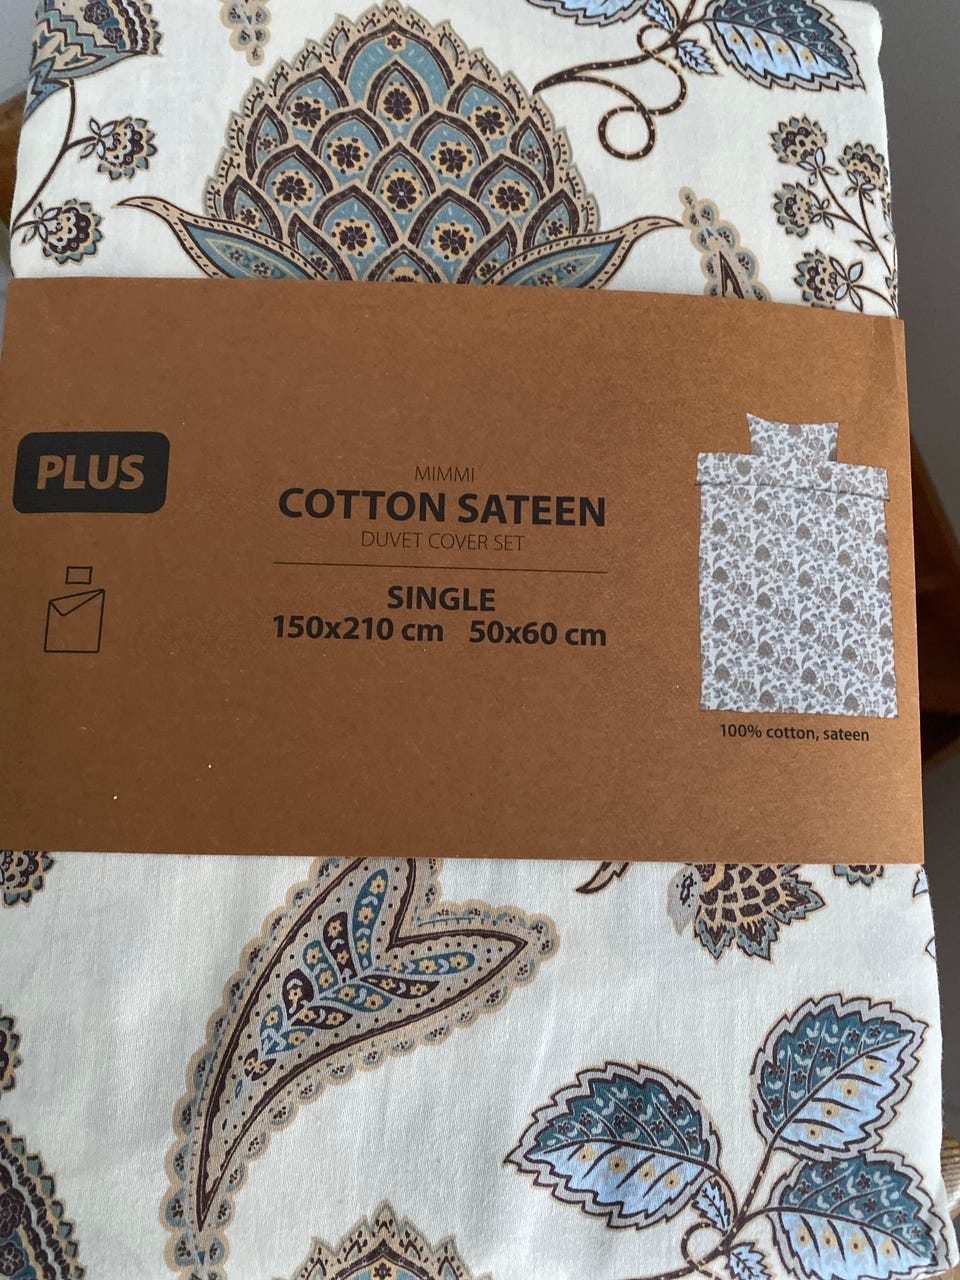 PLUS
MIMMI
COTTON SATEEN
DUVET COVER SET
SINGLE
150x210 cm 50x60 cm
100% cotton, sateen